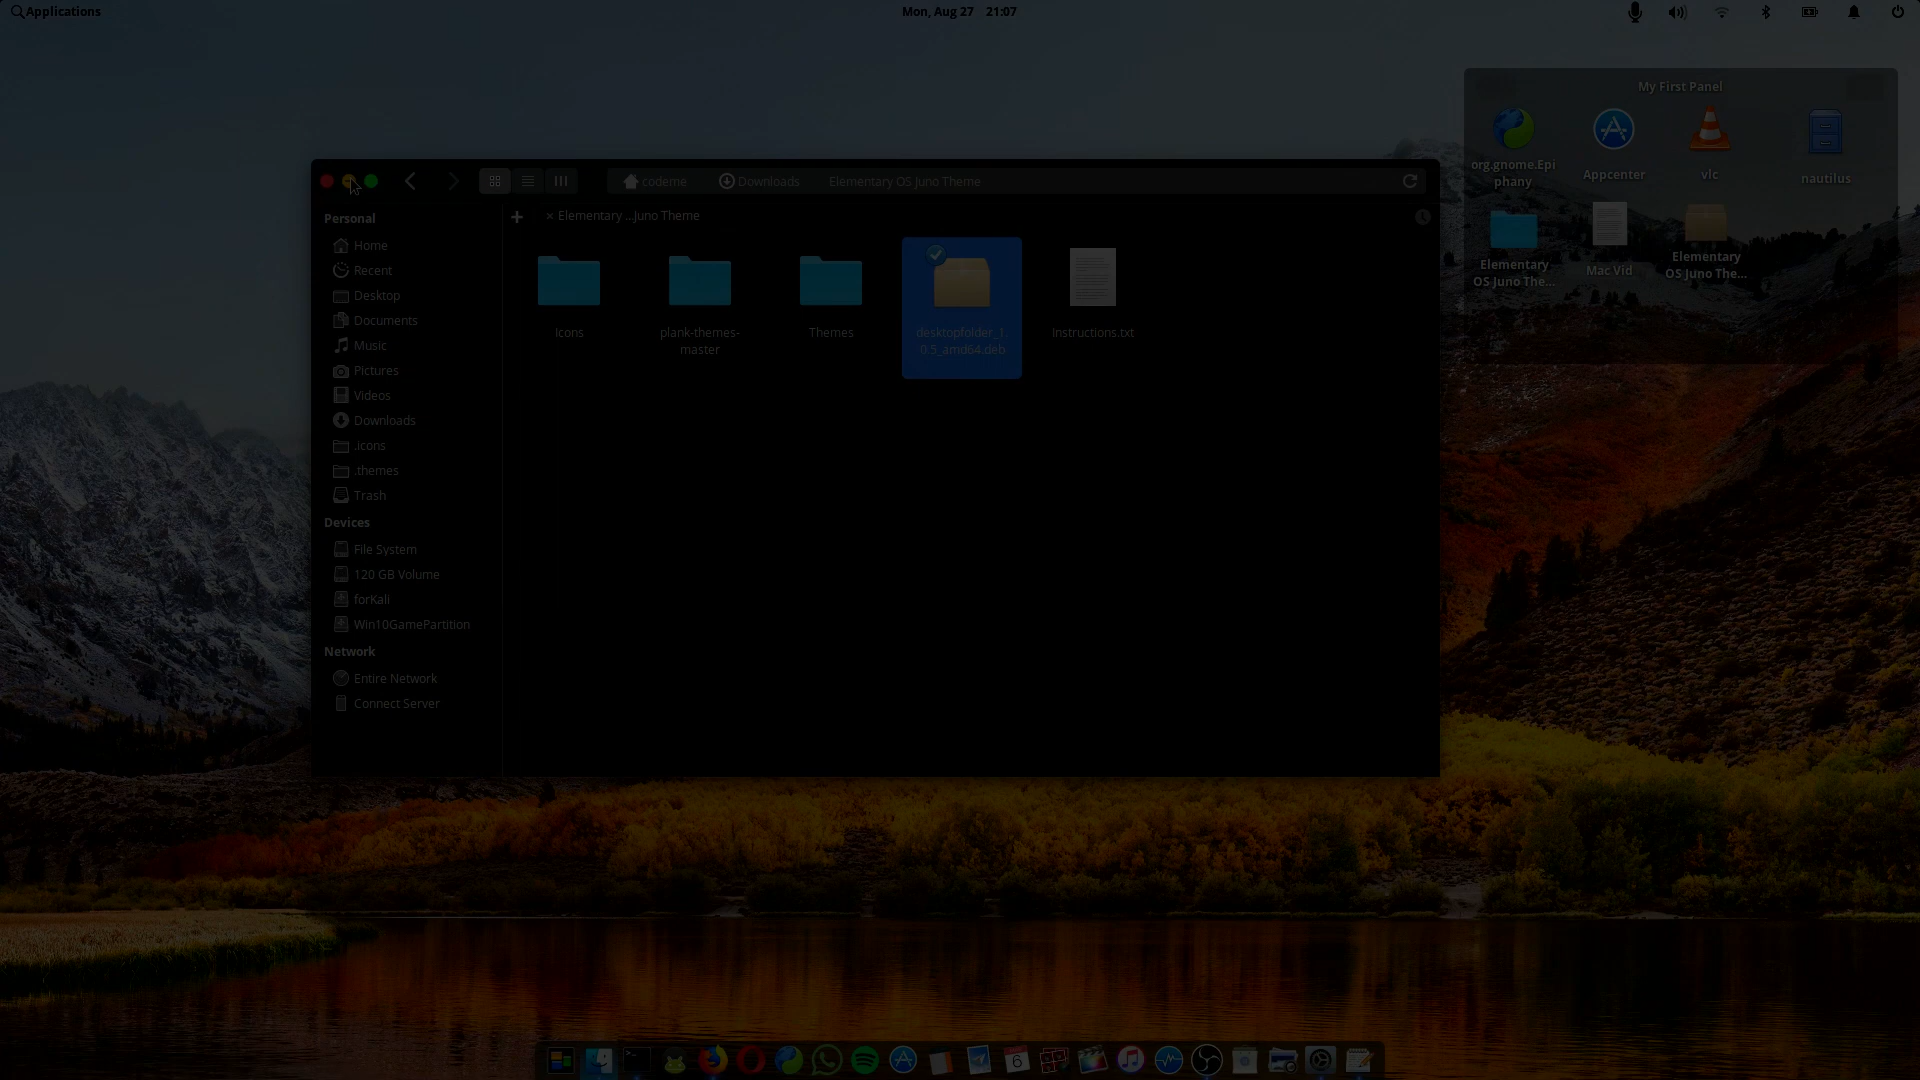 Applications
Mon, Aug 27 21:07
My First Panel
org.gnome.Epi
phany
Appcenter
vlc
nautilus
Elementary
OS Juno The...
Mac Vid
Elementary
OS Juno The...
codeme
Downloads
Elementary OS Juno Theme
Elementary ...Juno Theme
Personal
Home
Recent
Desktop
Documents
Music
Pictures
Videos
Downloads
.icons
.themes
Trash
Devices
File System
120 GB Volume
forKali
Win10GamePartition
Network
Entire Network
Connect Server
Icons
plank-themes-
master
Themes
desktopfolder_1.
0.5_amd64.deb
Instructions.txt
6